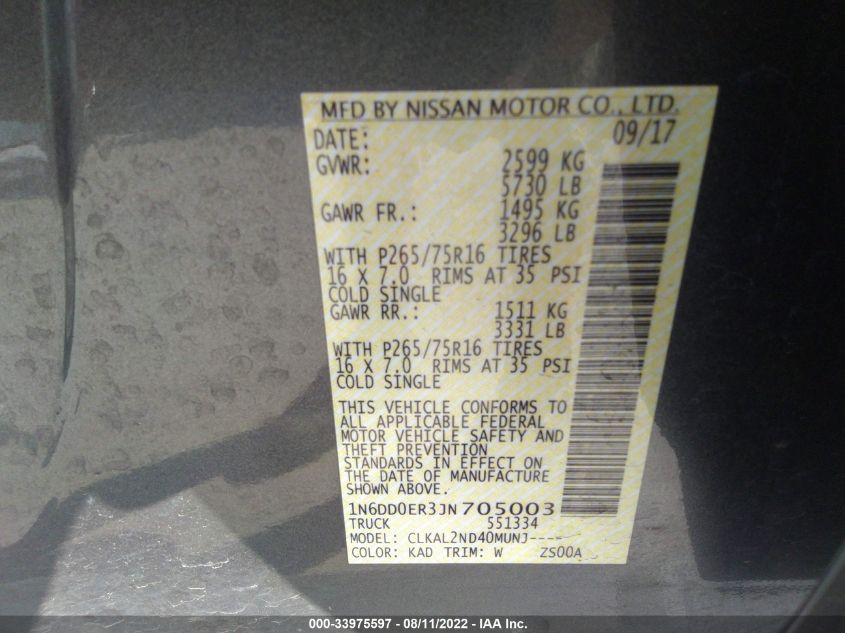 MFD BY NISSAN MOTOR CO., LTD.
DATE: 09/17
GVWR: 2599 KG
5730 LB
GAWR FR.: 1495 KG
3296 LB
WITH P265/75R16 TIRES
16 X 7.0 RIMS AT 35 PSI
COLD SINGLE
GAWR RR.: 1511 KG
3331 LB
WITH P265/75R16 TIRES
16 X 7.0 RIMS AT 35 PSI
COLD SINGLE
THIS VEHICLE CONFORMS TO
ALL APPLICABLE FEDERAL
MOTOR VEHICLE SAFETY AND
THEFT PREVENTION
STANDARDS IN EFFECT ON
THE DATE OF MANUFACTURE
SHOWN ABOVE.
1N6DD0ER3JN705003
TRUCK 551334
MODEL: CLKAL2ND40MUNJ----
COLOR: KAD TRIM: W ZS00A
000-33975597 - 08/11/2022 - IAA Inc.